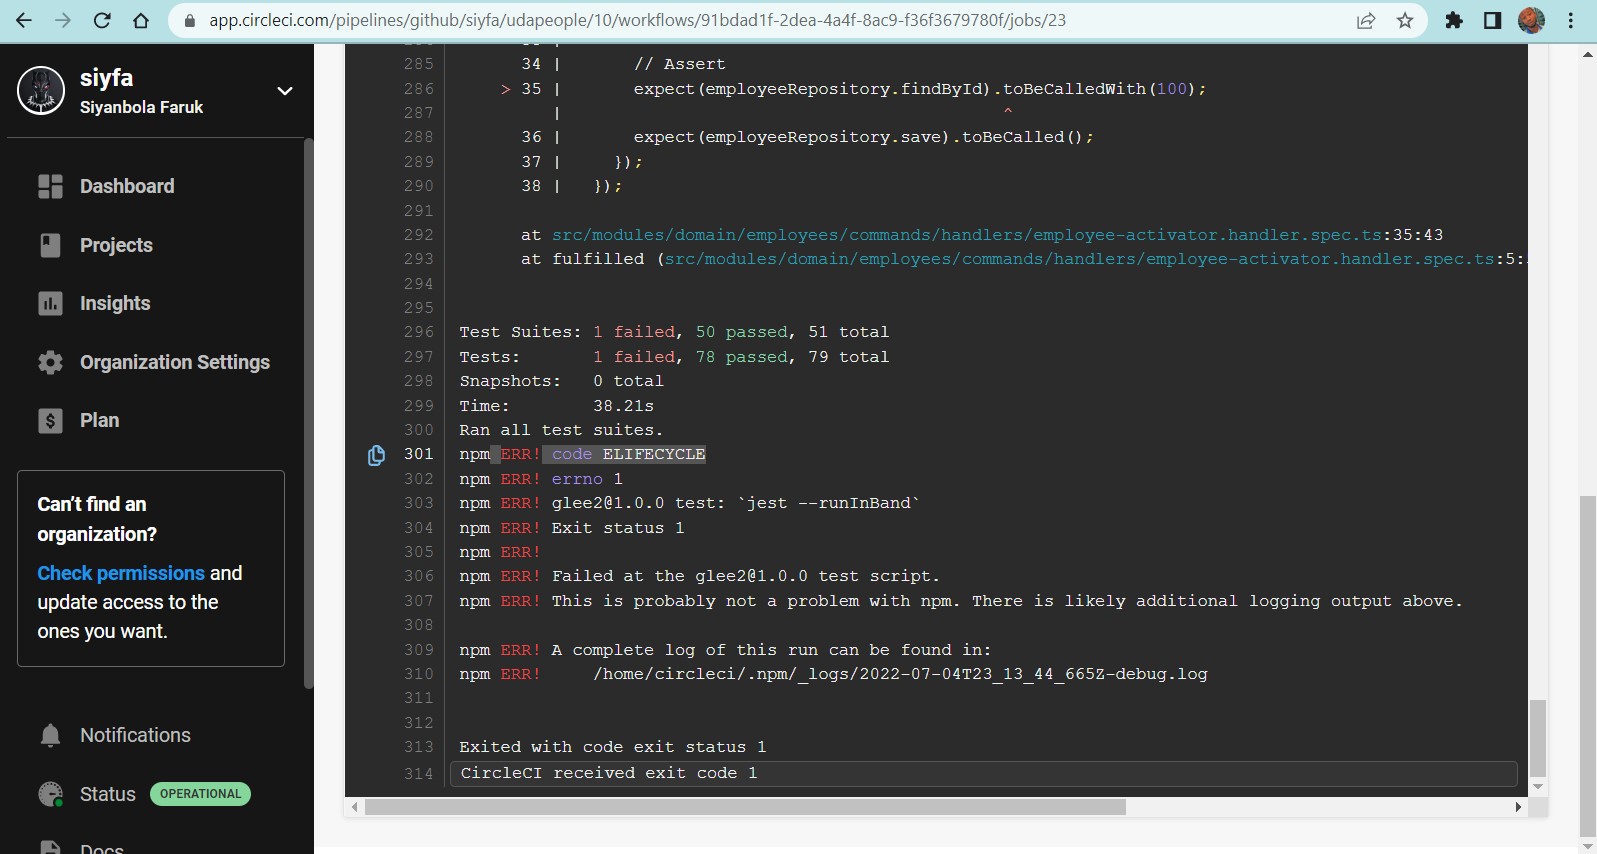 app.circleci.com/pipelines/github/siyfa/udapeople/10/workflows/91bdad1f-2dea-4a4f-8ac9-f36f3679780f/jobs/23
siyfa
Siyanbola Faruk
Dashboard
Projects
Insights
Organization Settings
Plan
Can't find an
organization?
Check permissions and
update access to the
ones you want.
Notifications
Status OPERATIONAL
Docs
285 34 | // Assert
286 > 35 | expect(employeeRepository.findById).toBeCalledWith(100);
287 | ^
288 36 | expect(employeeRepository.save).toBeCalled();
289 37 | });
290 38 | });
291
292 at src/modules/domain/employees/commands/handlers/employee-activator.handler.spec.ts:35:43
293 at fulfilled (src/modules/domain/employees/commands/handlers/employee-activator.handler.spec.ts:5:
294
295
296 Test Suites: 1 failed, 50 passed, 51 total
297 Tests: 1 failed, 78 passed, 79 total
298 Snapshots: 0 total
299 Time: 38.21s
300 Ran all test suites.
301 npm ERR! code ELIFECYCLE
302 npm ERR! errno 1
303 npm ERR! glee2@1.0.0 test: `jest --runInBand`
304 npm ERR! Exit status 1
305 npm ERR!
306 npm ERR! Failed at the glee2@1.0.0 test script.
307 npm ERR! This is probably not a problem with npm. There is likely additional logging output above.
308
309 npm ERR! A complete log of this run can be found in:
310 npm ERR! /home/circleci/.npm/_logs/2022-07-04T23_13_44_665Z-debug.log
311
312
313 Exited with code exit status 1
314 CircleCI received exit code 1